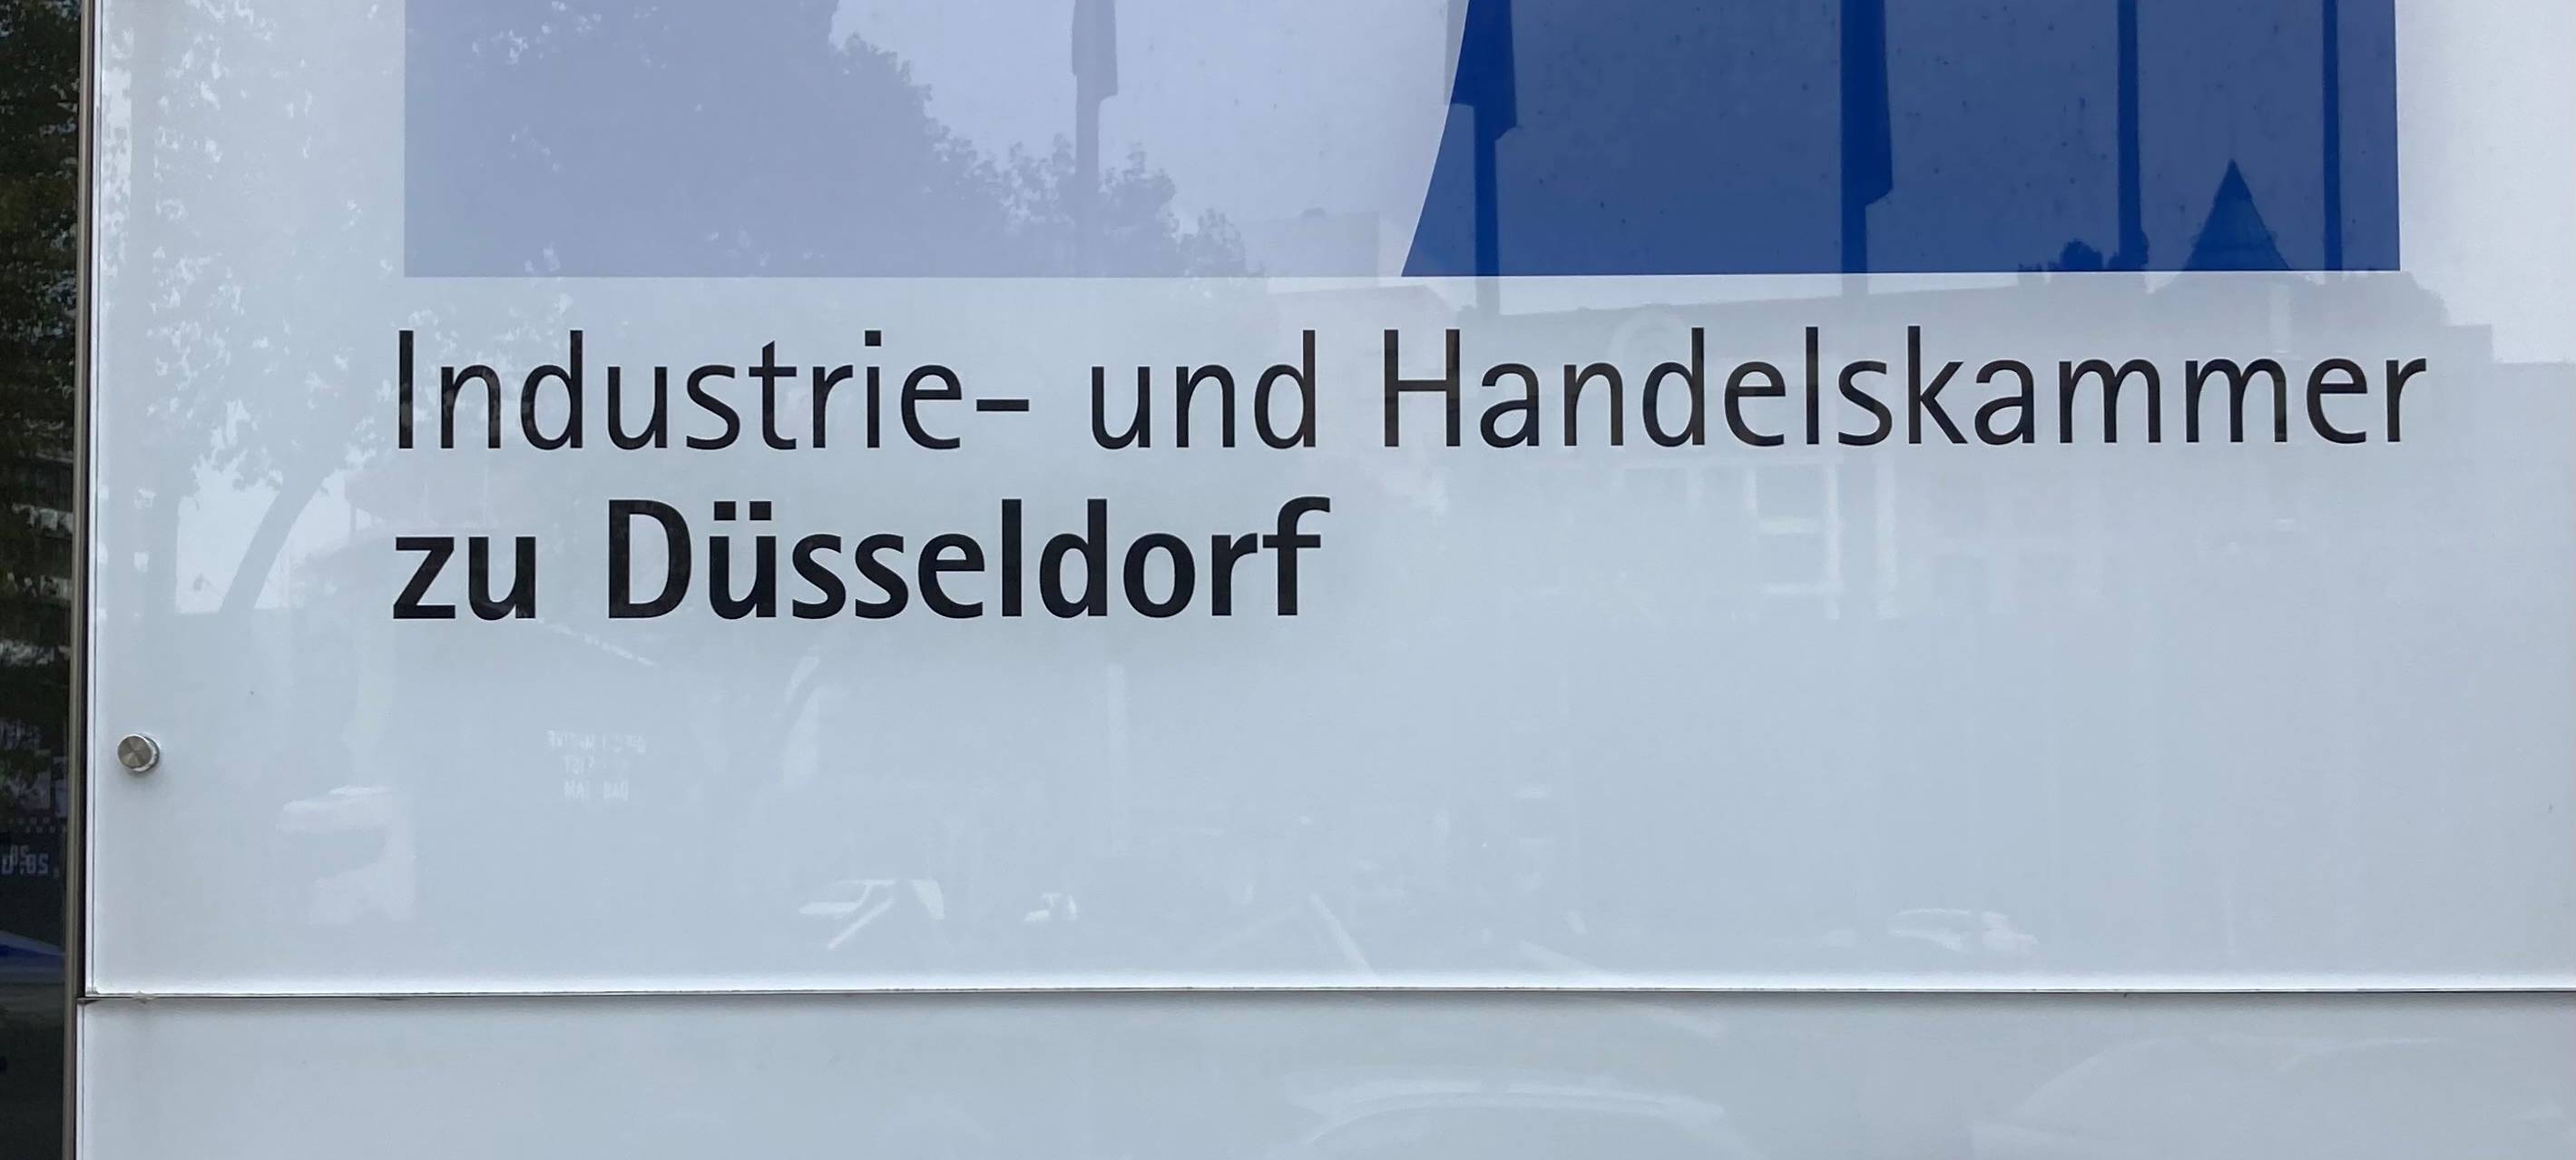 Industrie- und Handelskammer
zu Düsseldorf